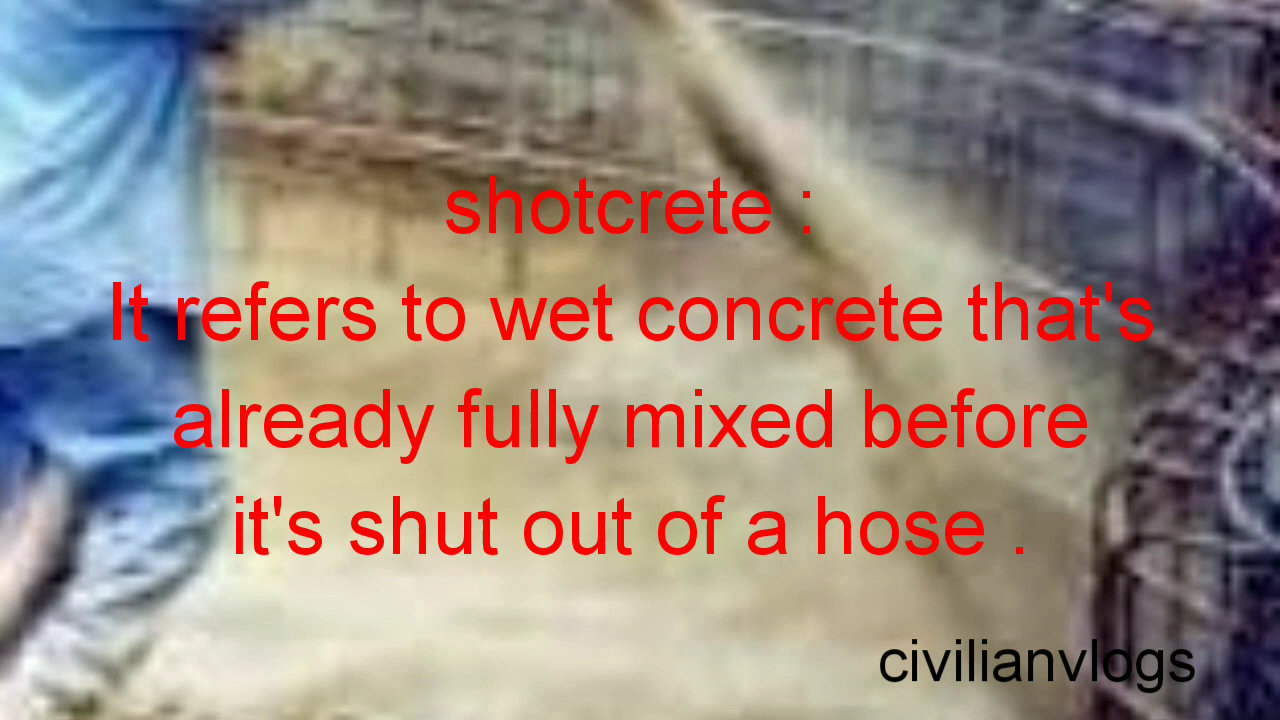 shotcrete :
It refers to wet concrete that's
already fully mixed before
it's shut out of a hose .
civilianvlogs